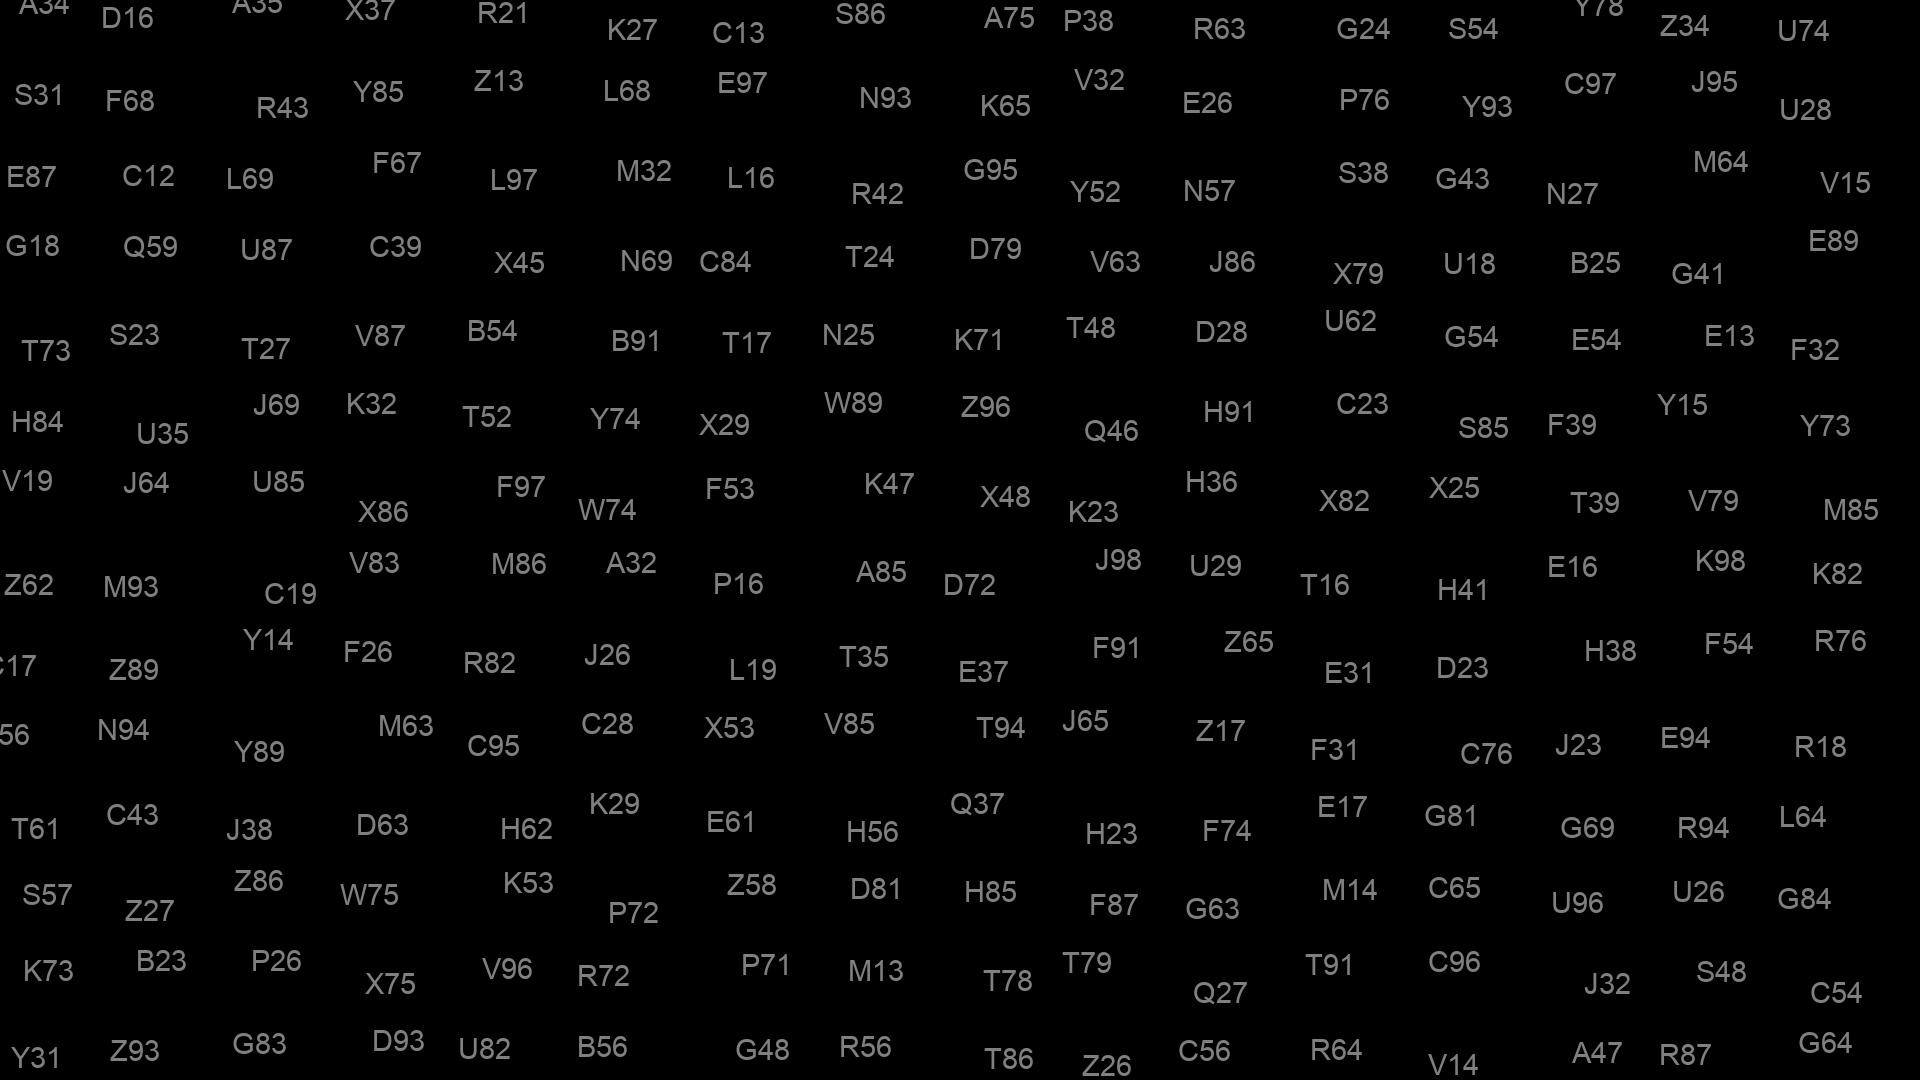 A34 D16 A35 X37 R21 K27 C13 S86 A75 P38 R63 G24 S54 Y78 Z34 U74
S31 F68 R43 Y85 Z13 L68 E97 N93 K65 V32 E26 P76 Y93 C97 J95 U28
E87 C12 L69 F67 L97 M32 L16 R42 G95 Y52 N57 S38 G43 N27 M64 V15
G18 Q59 U87 C39 X45 N69 C84 T24 D79 V63 J86 X79 U18 B25 G41 E89
T73 S23 T27 V87 B54 B91 T17 N25 K71 T48 D28 U62 G54 E54 E13 F32
H84 U35 J69 K32 T52 Y74 X29 W89 Z96 Q46 H91 C23 S85 F39 Y15 Y73
V19 J64 U85 X86 F97 W74 F53 K47 X48 K23 H36 X82 X25 T39 V79 M85
Z62 M93 C19 V83 M86 A32 P16 A85 D72 J98 U29 T16 H41 E16 K98 K82
Z89 Y14 F26 R82 J26 L19 T35 E37 F91 Z65 E31 D23 H38 F54 R76
56 N94 Y89 M63 C95 C28 X53 V85 T94 J65 Z17 F31 C76 J23 E94 R18
T61 C43 J38 D63 H62 K29 E61 H56 Q37 H23 F74 E17 G81 G69 R94 L64
S57 Z27 Z86 W75 K53 P72 Z58 D81 H85 F87 G63 M14 C65 U96 U26 G84
K73 B23 P26 X75 V96 R72 P71 M13 T78 T79 Q27 T91 C96 J32 S48 C54
Y31 Z93 G83 D93 U82 B56 G48 R56 T86 Z26 C56 R64 V14 A47 R87 G64